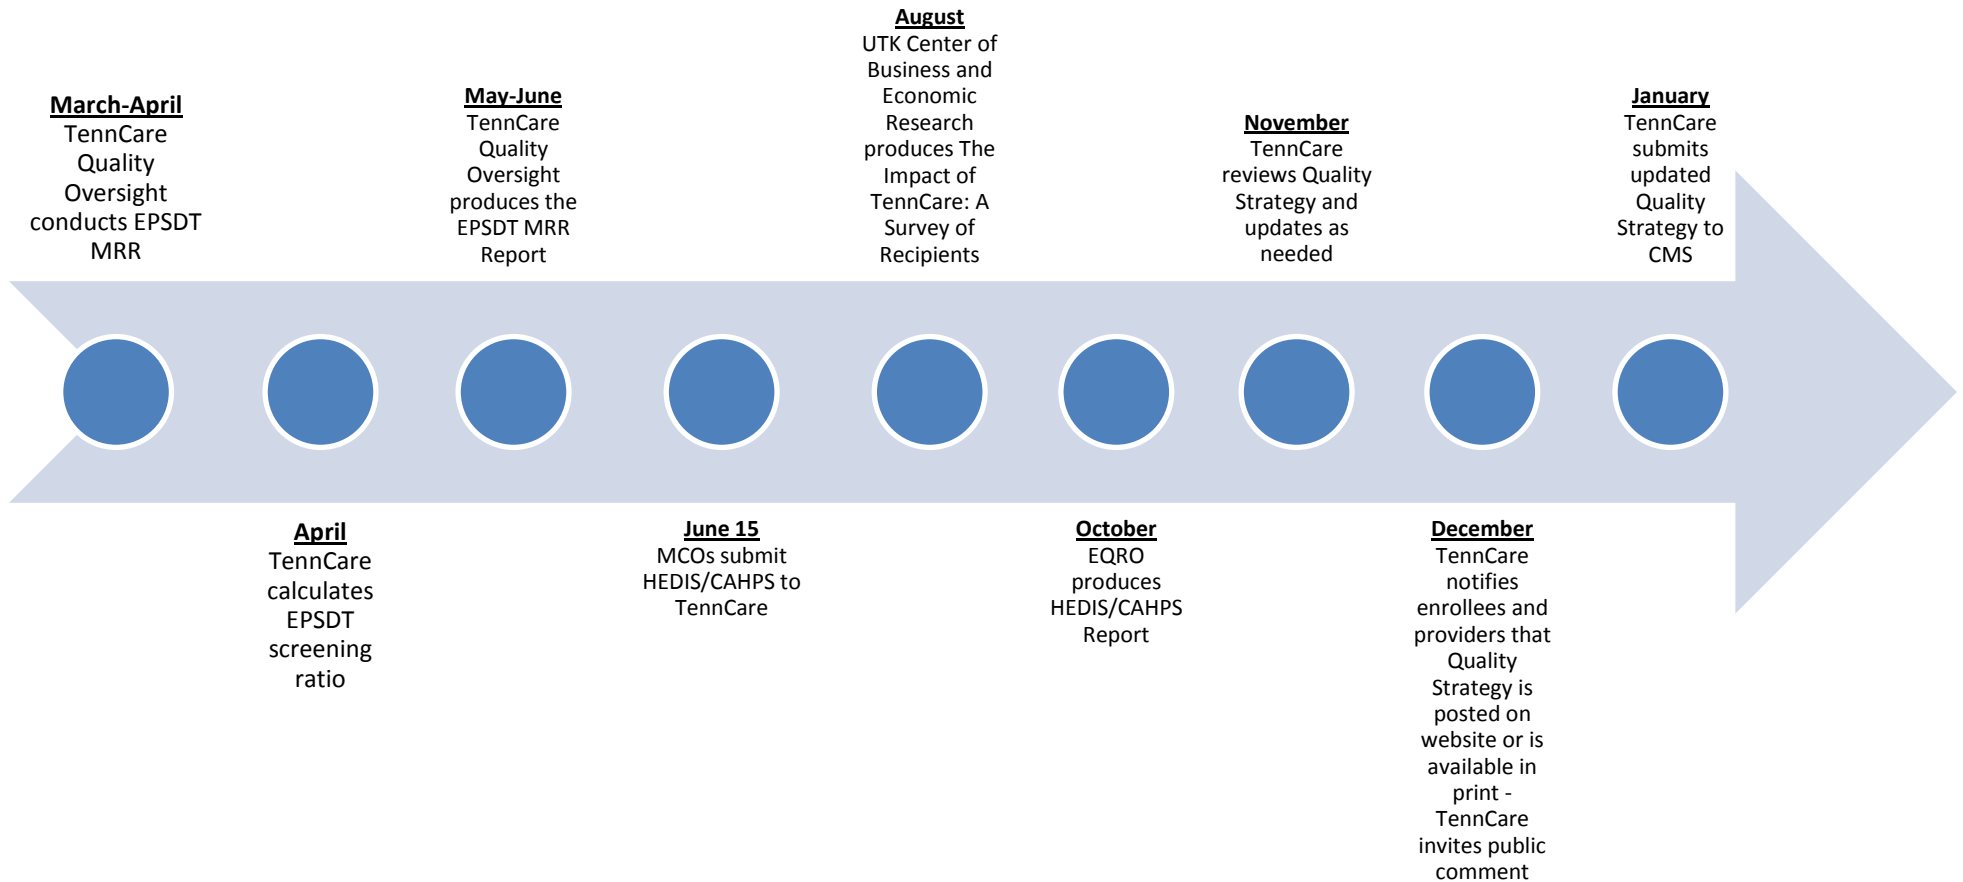 March-April
TennCare
Quality
Oversight
conducts EPSDT
MRR
April
TennCare
calculates
EPSDT
screening
ratio
May-June
TennCare
Quality
Oversight
produces the
EPSDT MRR
Report
June 15
MCOs submit
HEDIS/CAHPS to
TennCare
August
UTK Center of
Business and
Economic
Research
produces The
Impact of
TennCare: A
Survey of
Recipients
October
EQRO
produces
HEDIS/CAHPS
Report
November
TennCare
reviews Quality
Strategy and
updates as
needed
December
TennCare
notifies
enrollees and
providers that
Quality
Strategy is
posted on
website or is
available in
print -
TennCare
invites public
comment
January
TennCare
submits
updated
Quality
Strategy to
CMS